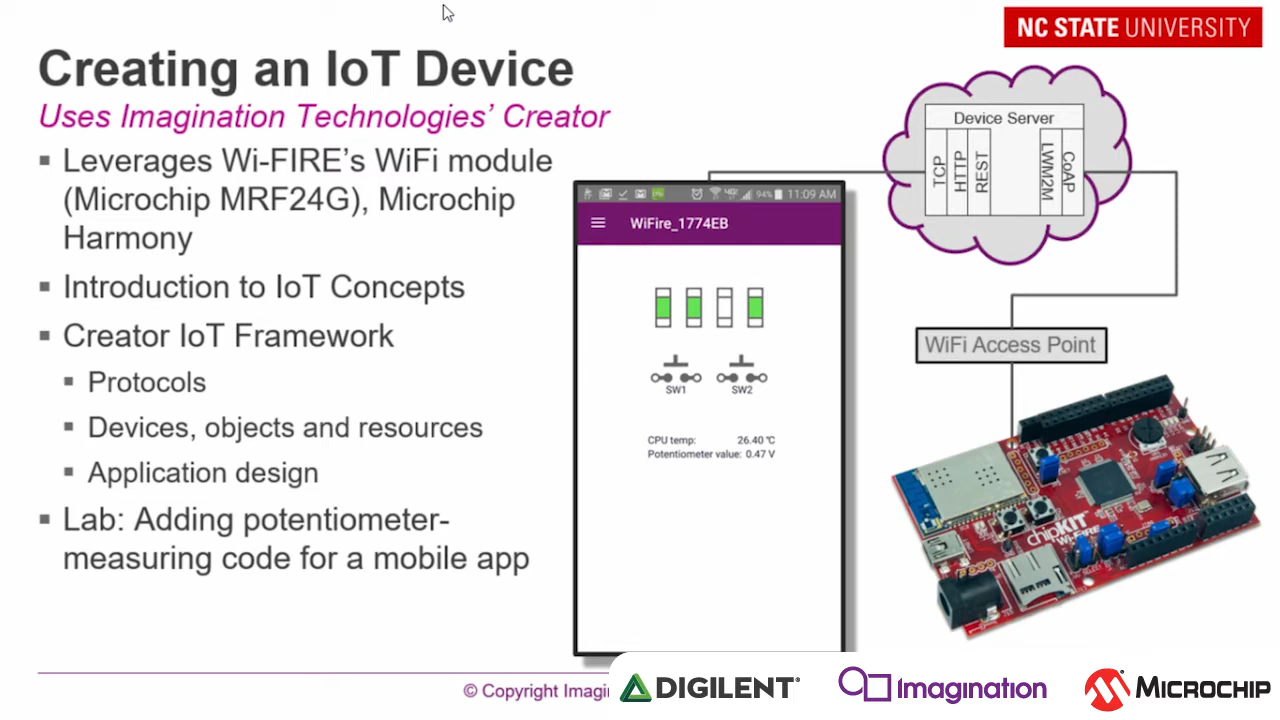 NC STATE UNIVERSITY
Creating an IoT Device
Uses Imagination Technologies' Creator
Leverages Wi-FIRE's WiFi module
(Microchip MRF24G), Microchip
Harmony
Introduction to IoT Concepts
Creator IoT Framework
Protocols
Devices, objects and resources
Application design
Lab: Adding potentiometer-
measuring code for a mobile app
94% 11:09 AM
WiFire_1774EB
SW1 SW2
CPU temp: 26.40 °C
Potentiometer value: 0.47 V
Device Server
TCP
HTTP
REST
LWM2M
CoAP
WiFi Access Point
chipKIT
Wi-FIRE
© Copyright Imagin
DIGILENT®
Imagination
MICROCHIP